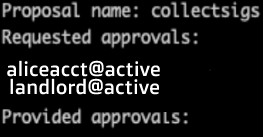 Proposal name: collectsigs
Requested approvals:
aliceacct@active
landlord@active
Provided approvals: